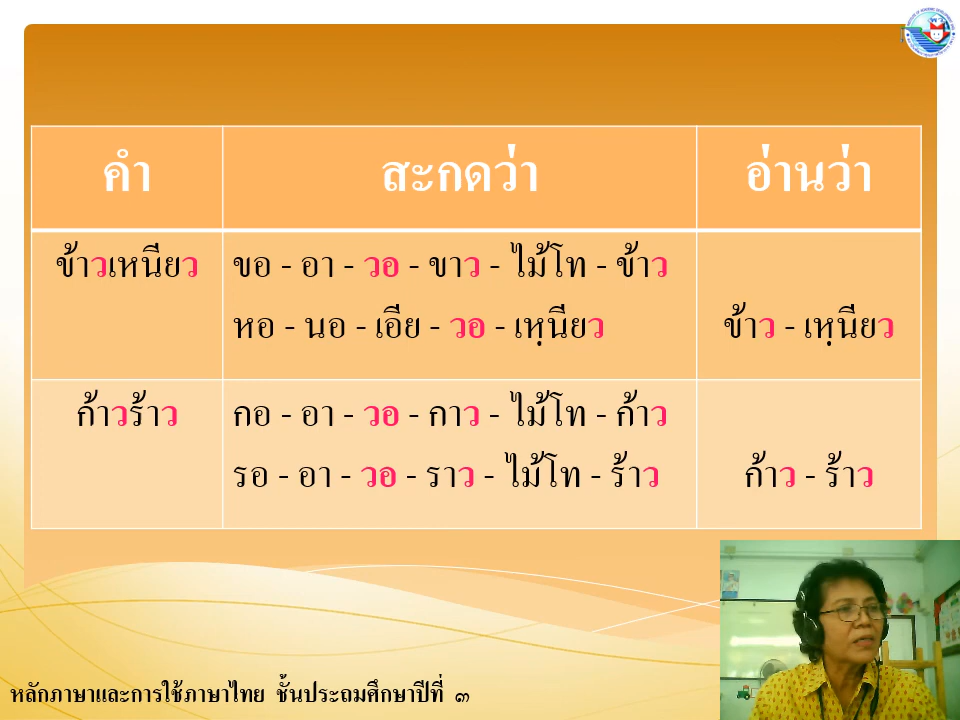 คำ สะกดว่า อ่านว่า
ข้าวเหนียว ขอ - อา - วอ - ขาว - ไม้โท - ข้าว
หอ - นอ - เอีย - วอ - เหฺนียว ข้าว - เหฺนียว
ก้าวร้าว กอ - อา - วอ - กาว - ไม้โท - ก้าว
รอ - อา - วอ - ราว - ไม้โท - ร้าว ก้าว - ร้าว
หลักภาษาและการใช้ภาษาไทย ชั้นประถมศึกษาปีที่ ๓